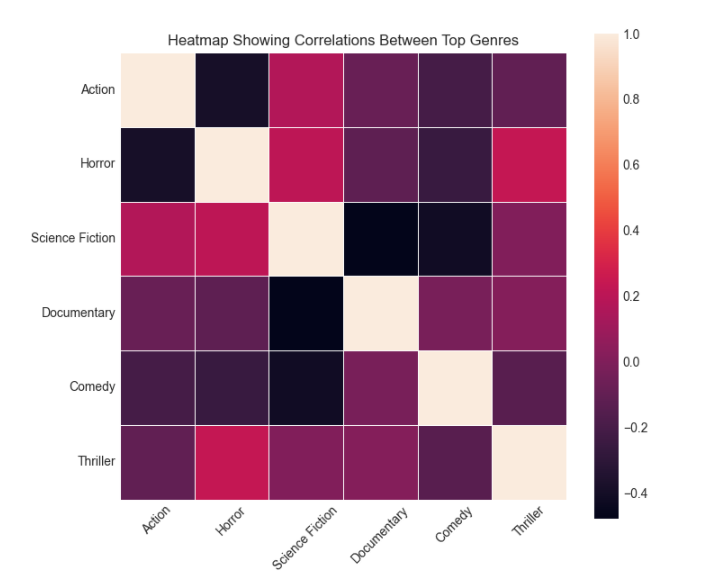 Heatmap Showing Correlations Between Top Genres
Action
Horror
Science Fiction
Documentary
Comedy
Thriller
Action
Horror
Science Fiction
Documentary
Comedy
Thriller
1.0
0.8
0.6
0.4
0.2
0.0
−0.2
−0.4